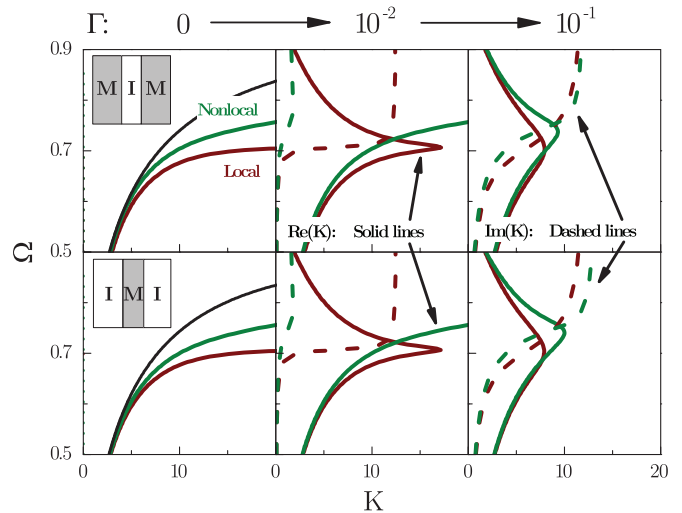 Γ: 0 10⁻² 10⁻¹
0.9
M I M
Nonlocal
0.7
Local
Re(K): Solid lines
Im(K): Dashed lines
0.5
Ω
I M I
0.7
0.5
0 10 10 0 10 20
K